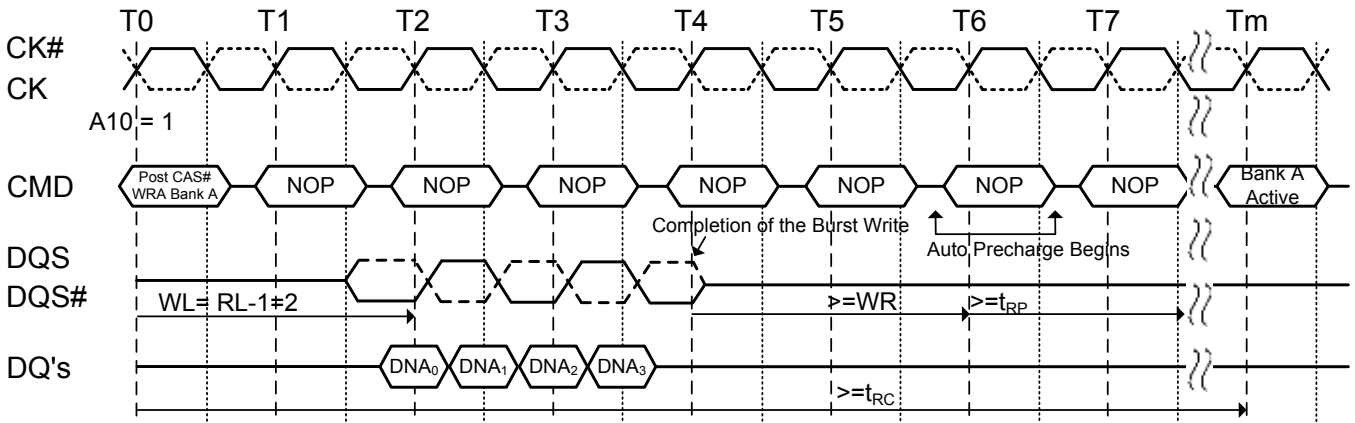 T0 T1 T2 T3 T4 T5 T6 T7 Tm
CK#
CK
A10 = 1
CMD
Post CAS#
WRA Bank A
NOP NOP NOP NOP NOP NOP NOP
Bank A
Active
Completion of the Burst Write
Auto Precharge Begins
DQS
DQS#
WL= RL-1=2
>=WR
>=tRP
DQ's
DNA0 DNA1 DNA2 DNA3
>=tRC